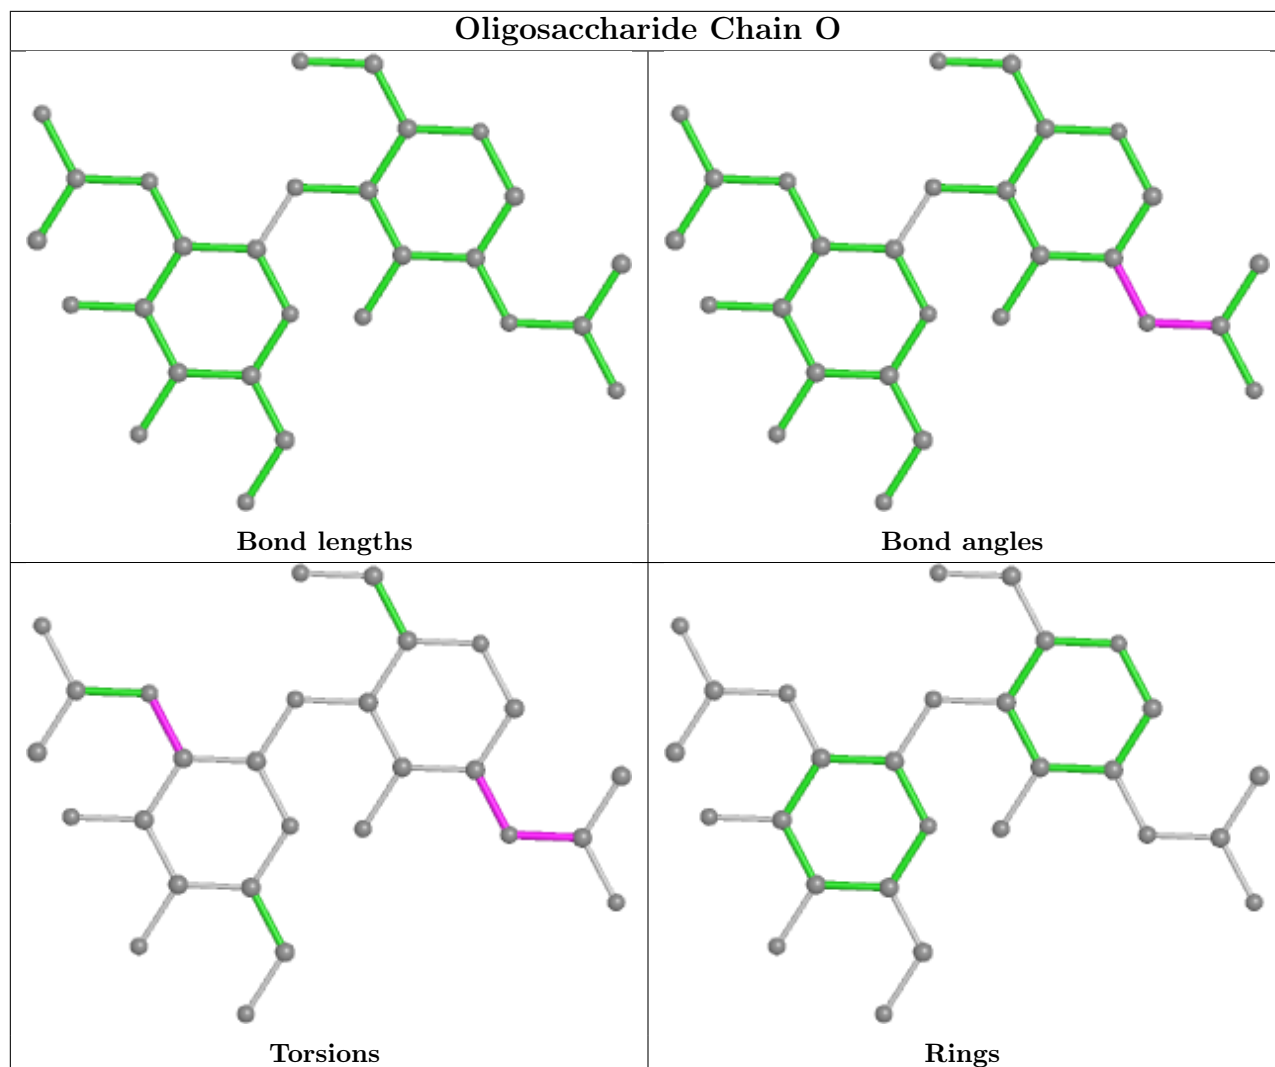 Oligosaccharide Chain O
Bond lengths
Bond angles
Torsions
Rings